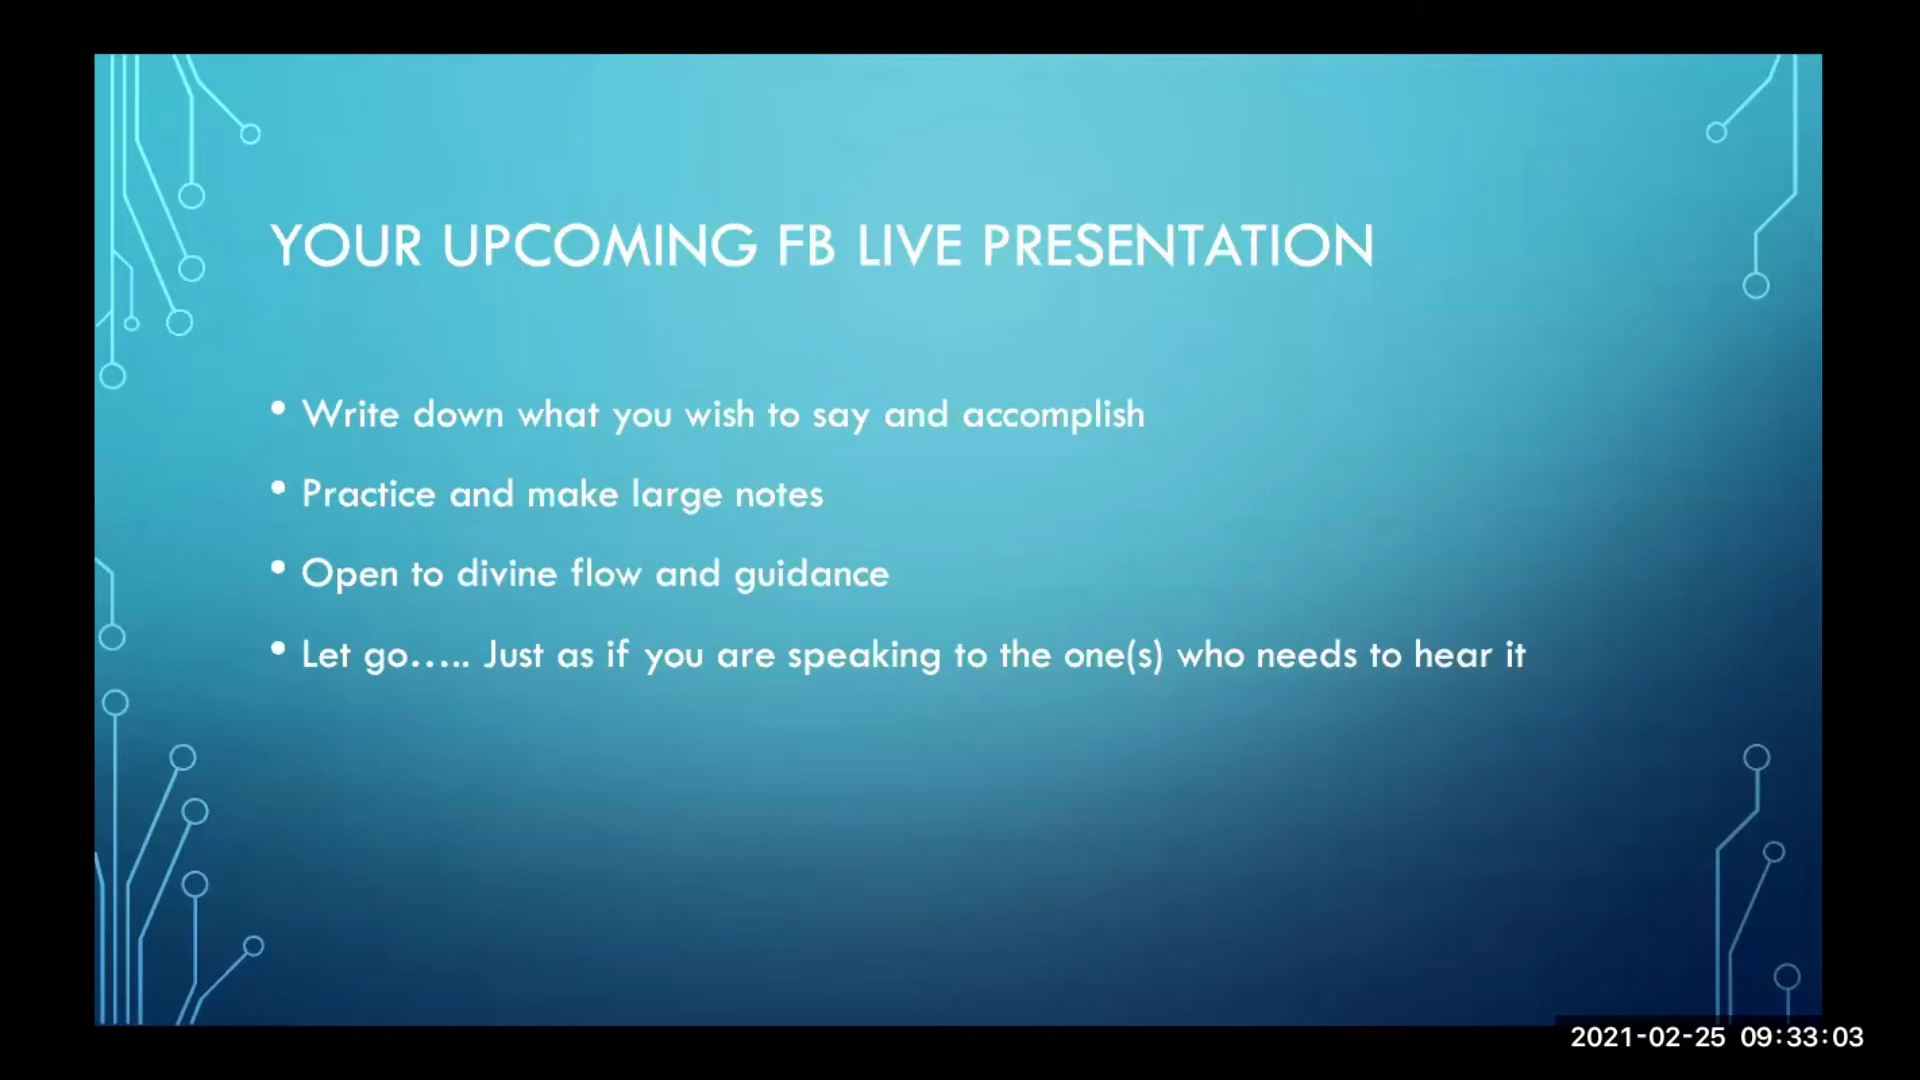 YOUR UPCOMING FB LIVE PRESENTATION
• Write down what you wish to say and accomplish
• Practice and make large notes
• Open to divine flow and guidance
• Let go..... Just as if you are speaking to the one(s) who needs to hear it
2021-02-25 09:33:03